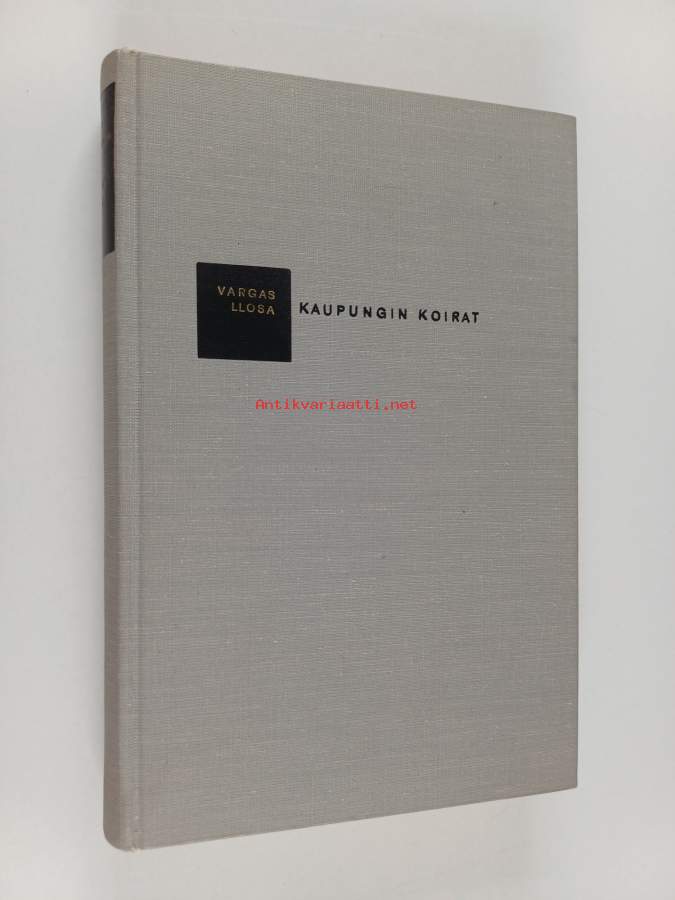 VARGAS
LLOSA
KAUPUNGIN KOIRAT
Antikvariaatti.net